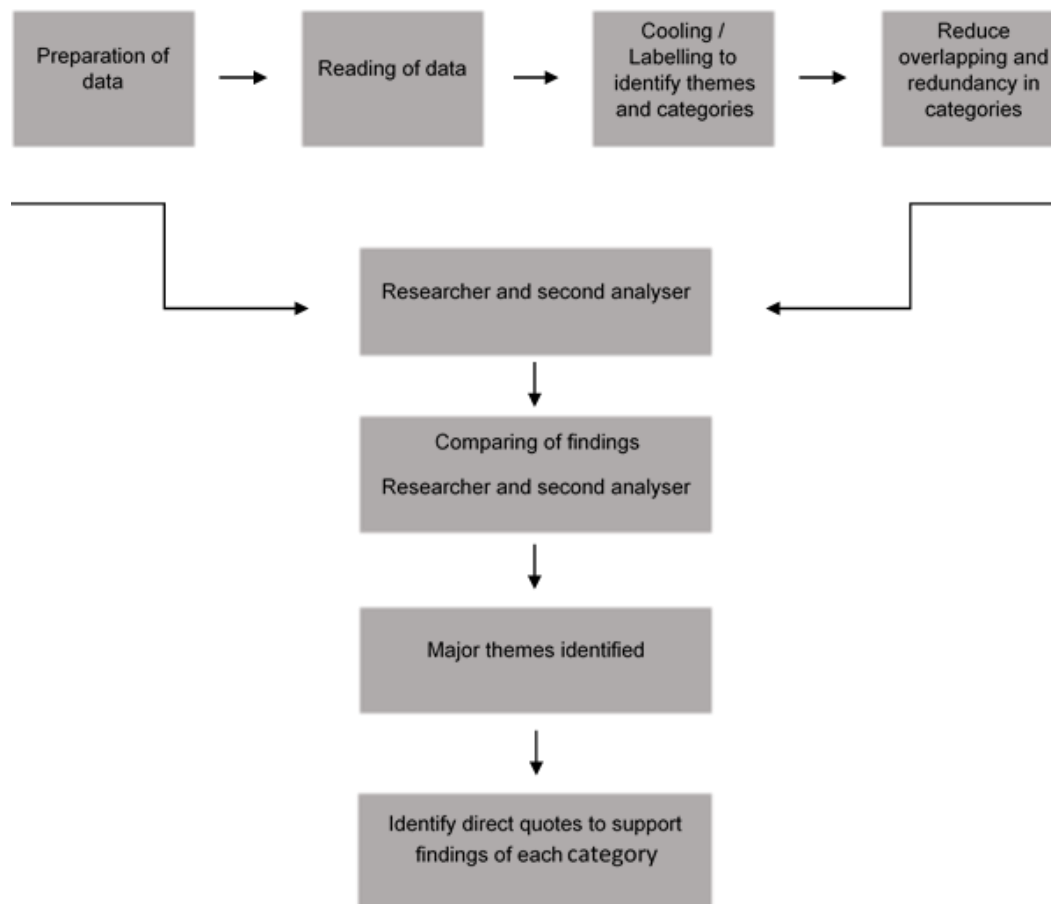 Preparation of
data
Reading of data
Cooling /
Labelling to
identify themes
and categories
Reduce
overlapping and
redundancy in
categories
Researcher and second analyser
Comparing of findings
Researcher and second analyser
Major themes identified
Identify direct quotes to support
findings of each category